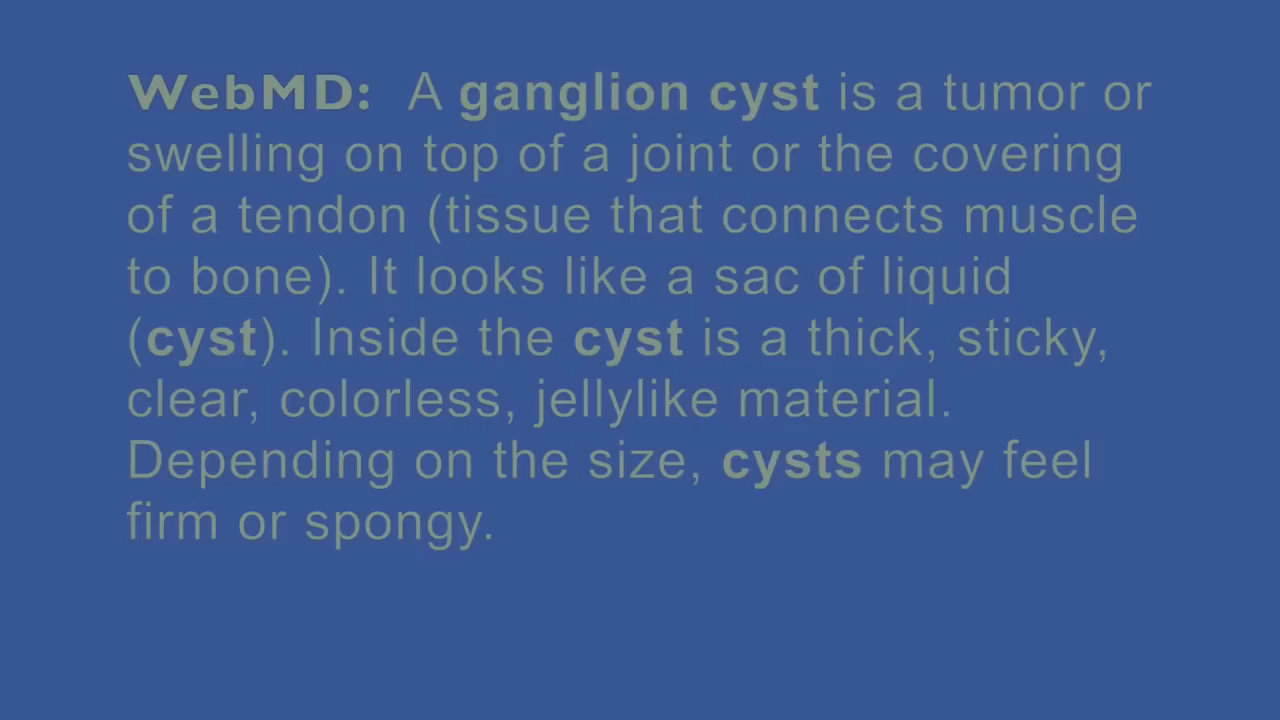 WebMD: A ganglion cyst is a tumor or
swelling on top of a joint or the covering
of a tendon (tissue that connects muscle
to bone). It looks like a sac of liquid
(cyst). Inside the cyst is a thick, sticky,
clear, colorless, jellylike material.
Depending on the size, cysts may feel
firm or spongy.